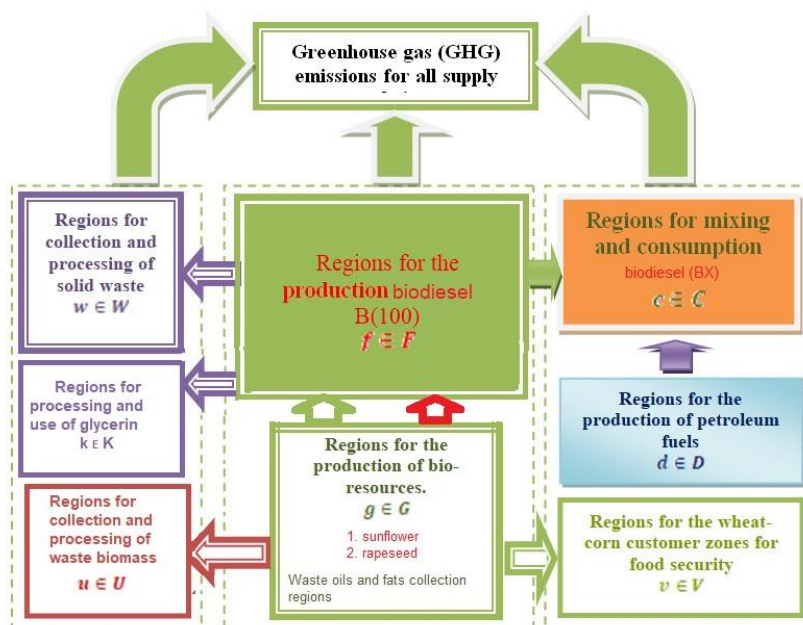 Greenhouse gas (GHG)
emissions for all supply
Regions for
collection and
processing of
solid waste
w ∈ W
Regions for the
production biodiesel
B(100)
f ∈ F
Regions for mixing
and consumption
biodiesel (BX)
c ∈ C
Regions for
processing and
use of glycerin
k E K
Regions for the
production of petroleum
fuels
d ∈ D
Regions for the
production of bio-
resources.
g ∈ G
1. sunflower
2. rapeseed
Waste oils and fats collection
regions
Regions for
collection and
processing of
waste biomass
u ∈ U
Regions for the wheat-
corn customer zones for
food security
v ∈ V